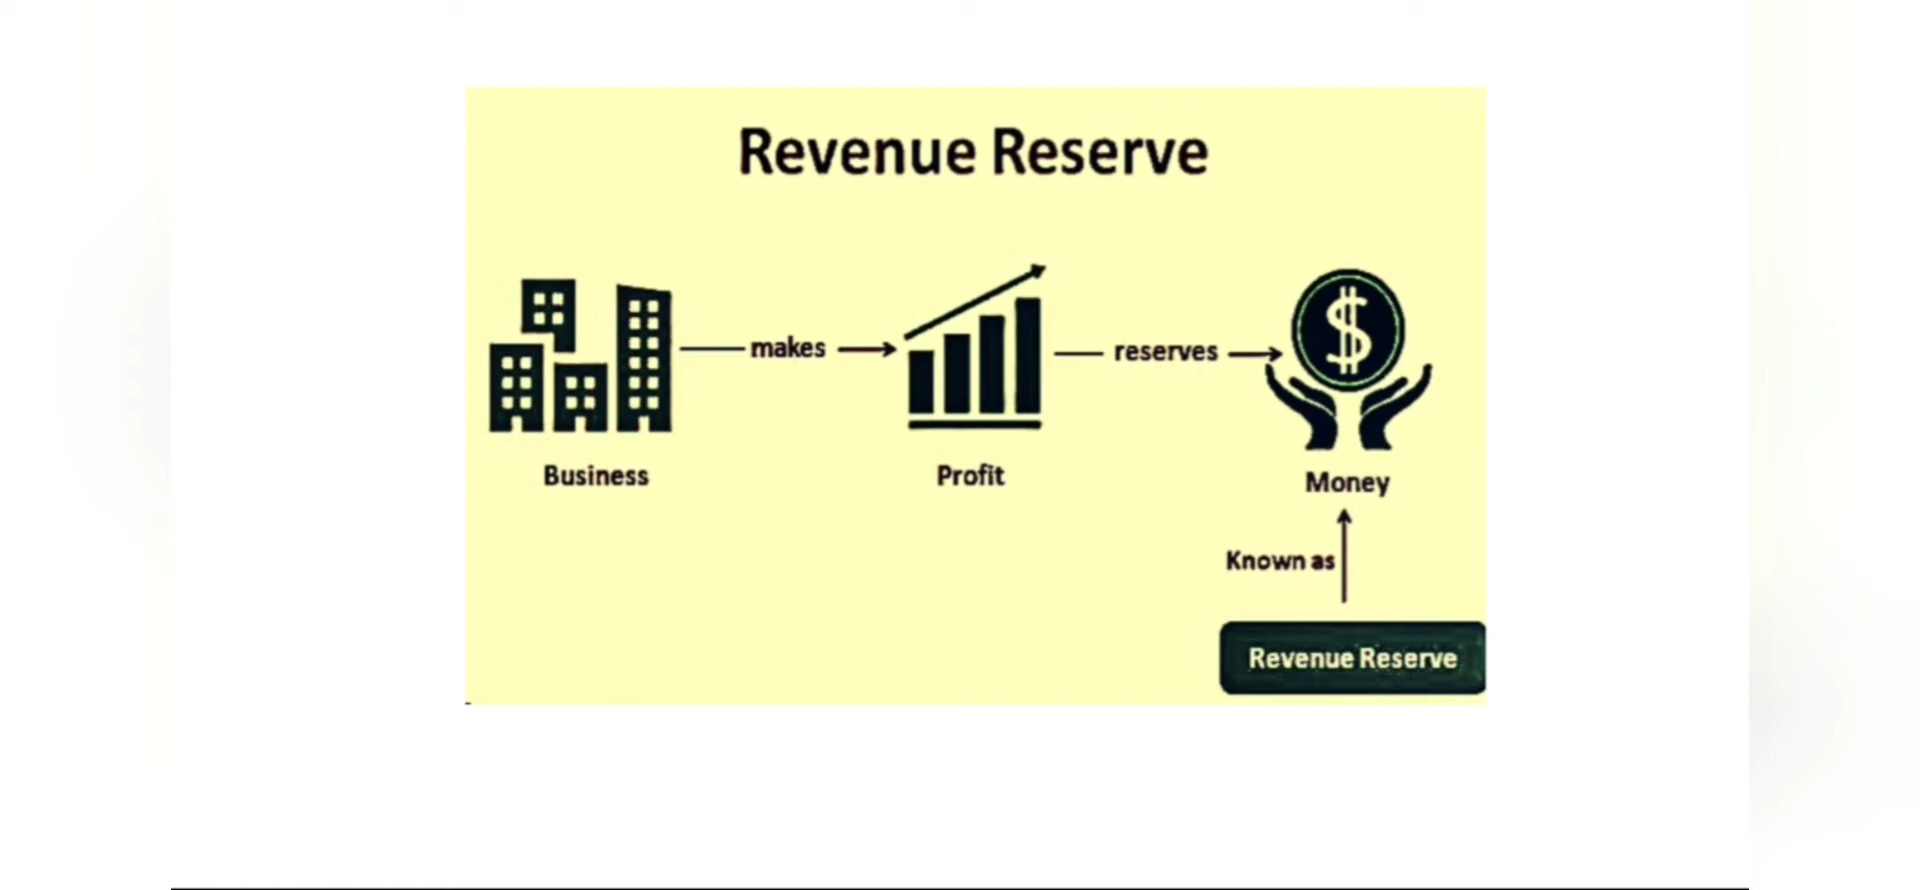 Revenue Reserve
makes
reserves
Business
Profit
Money
Known as
Revenue Reserve